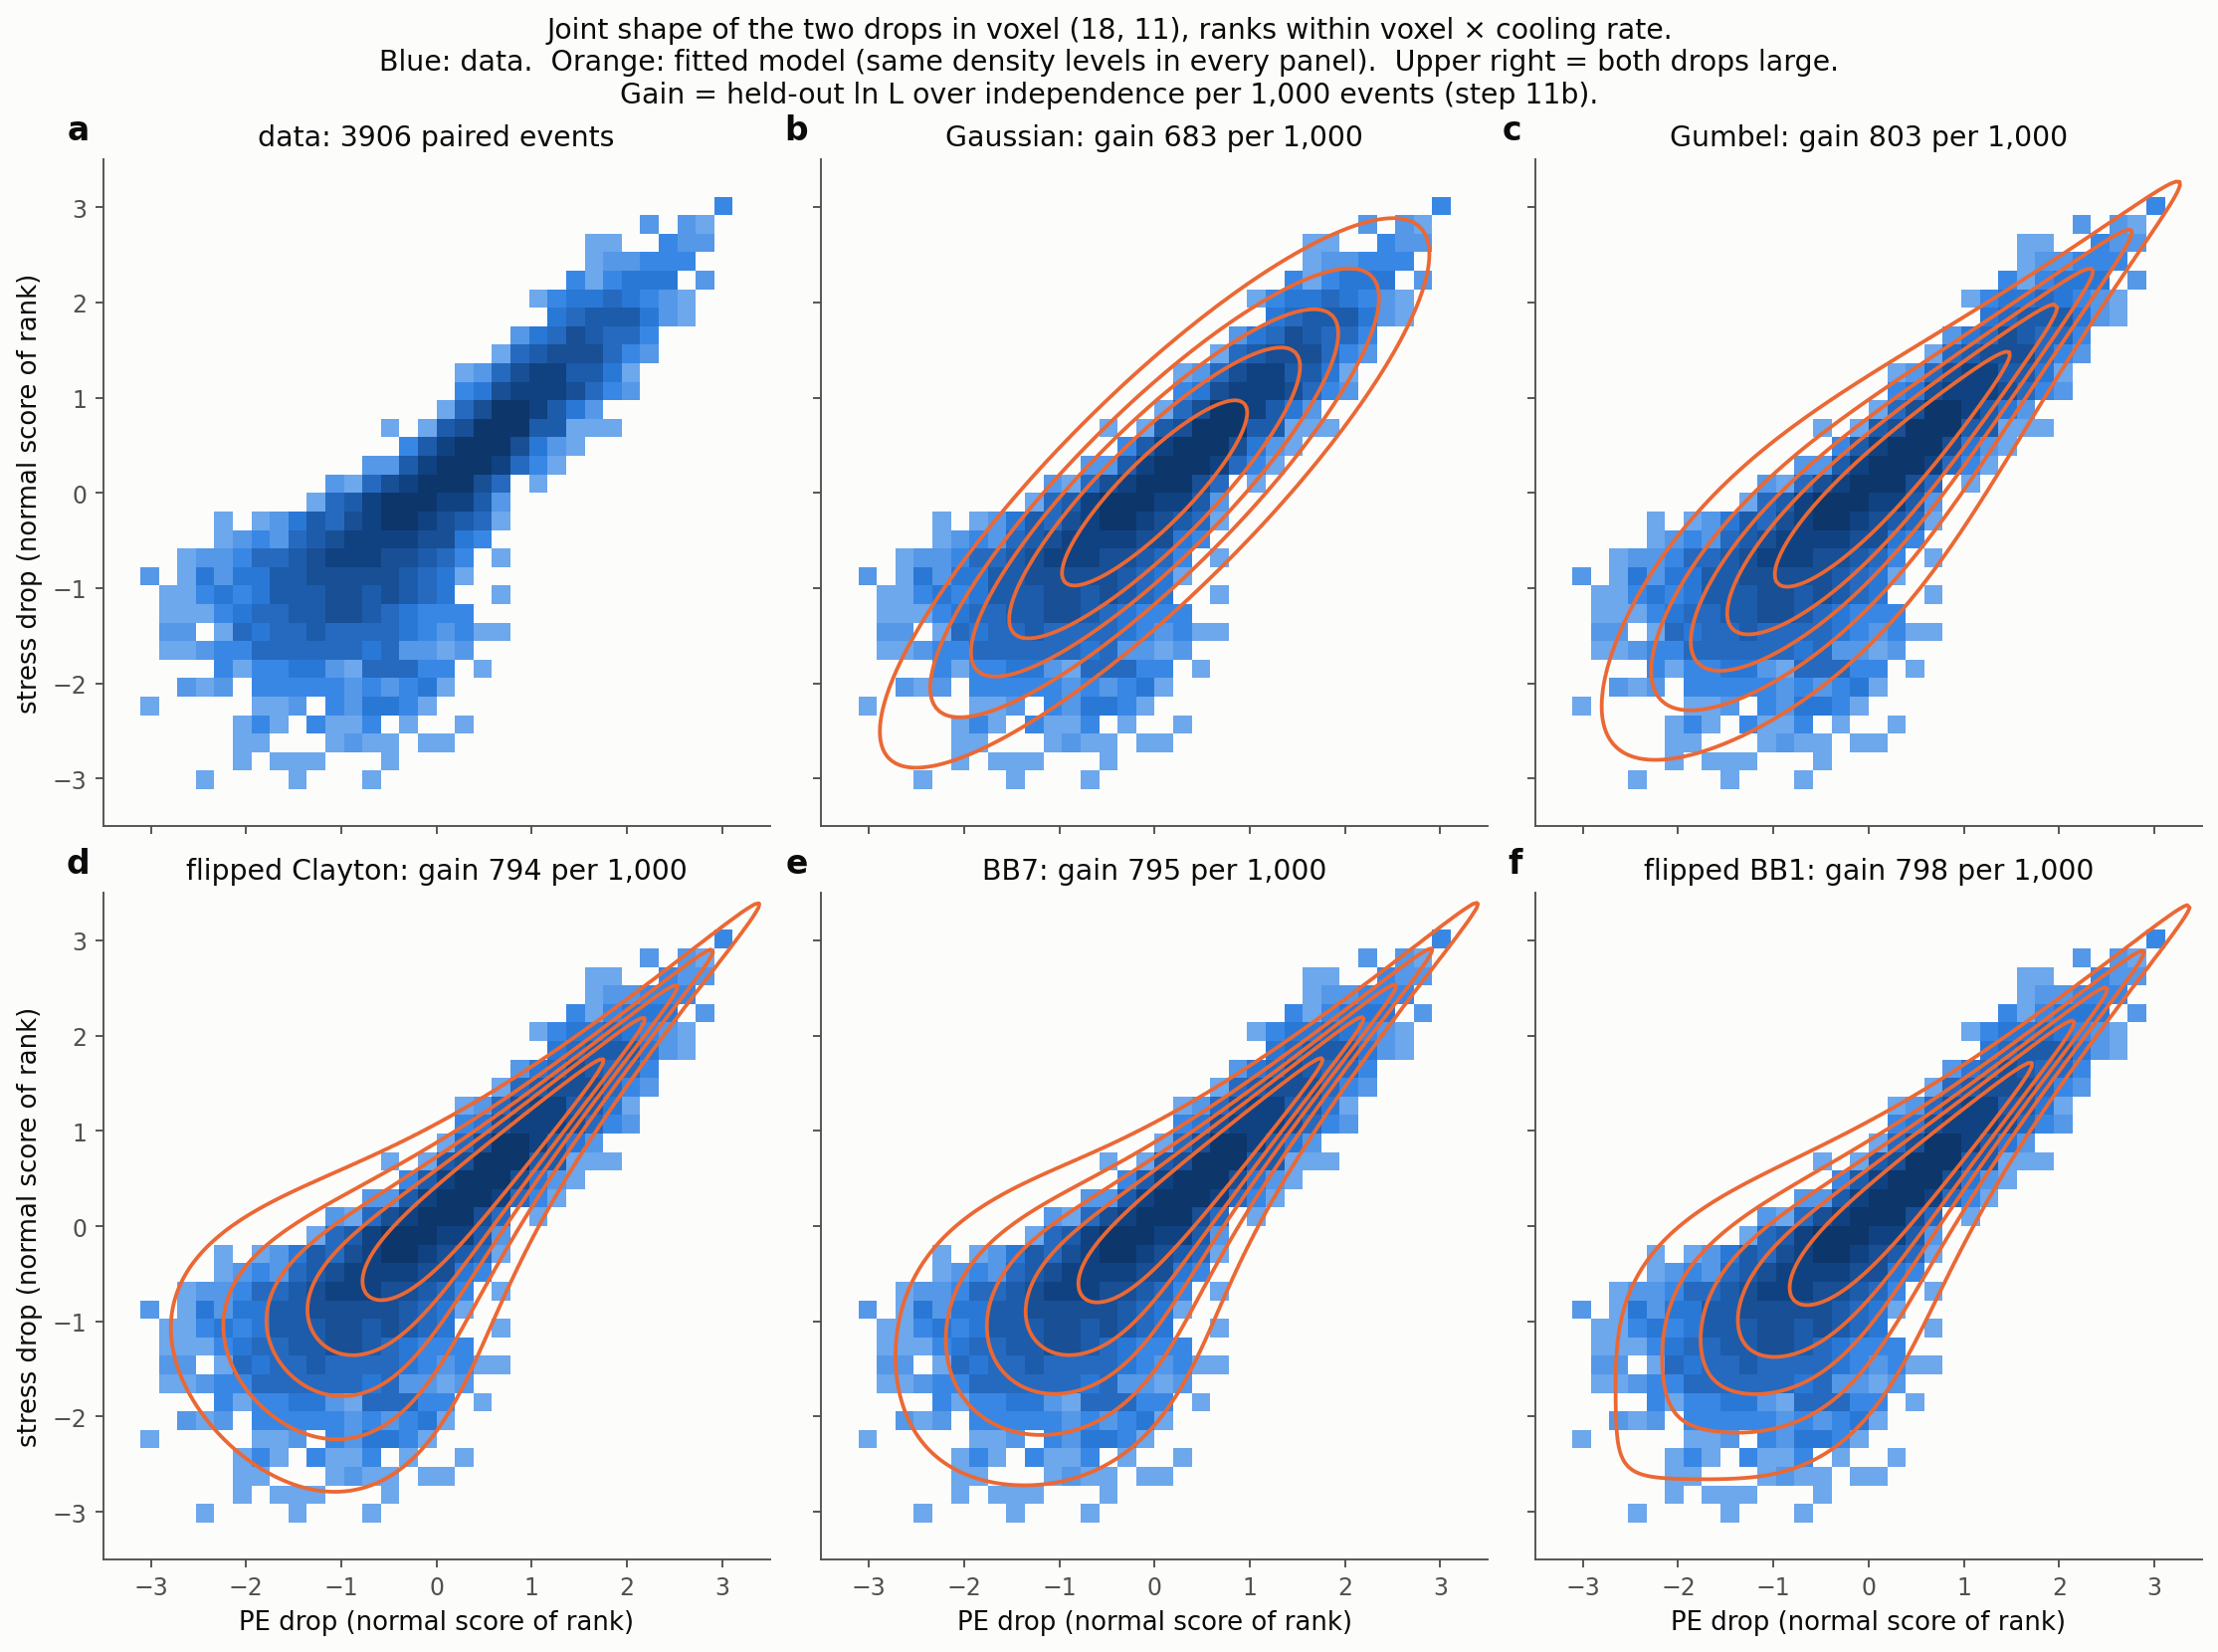 Joint shape of the two drops in voxel (18, 11), ranks within voxel × cooling rate.
Blue: data.  Orange: fitted model (same density levels in every panel).  Upper right = both drops large.
Gain = held-out ln L over independence per 1,000 events (step 11b).
a
data: 3906 paired events
b
Gaussian: gain 683 per 1,000
c
Gumbel: gain 803 per 1,000
stress drop (normal score of rank)
3
2
1
0
−1
−2
−3
d
flipped Clayton: gain 794 per 1,000
e
BB7: gain 795 per 1,000
f
flipped BB1: gain 798 per 1,000
stress drop (normal score of rank)
3
2
1
0
−1
−2
−3
−3 −2 −1 0 1 2 3
−3 −2 −1 0 1 2 3
−3 −2 −1 0 1 2 3
PE drop (normal score of rank)
PE drop (normal score of rank)
PE drop (normal score of rank)